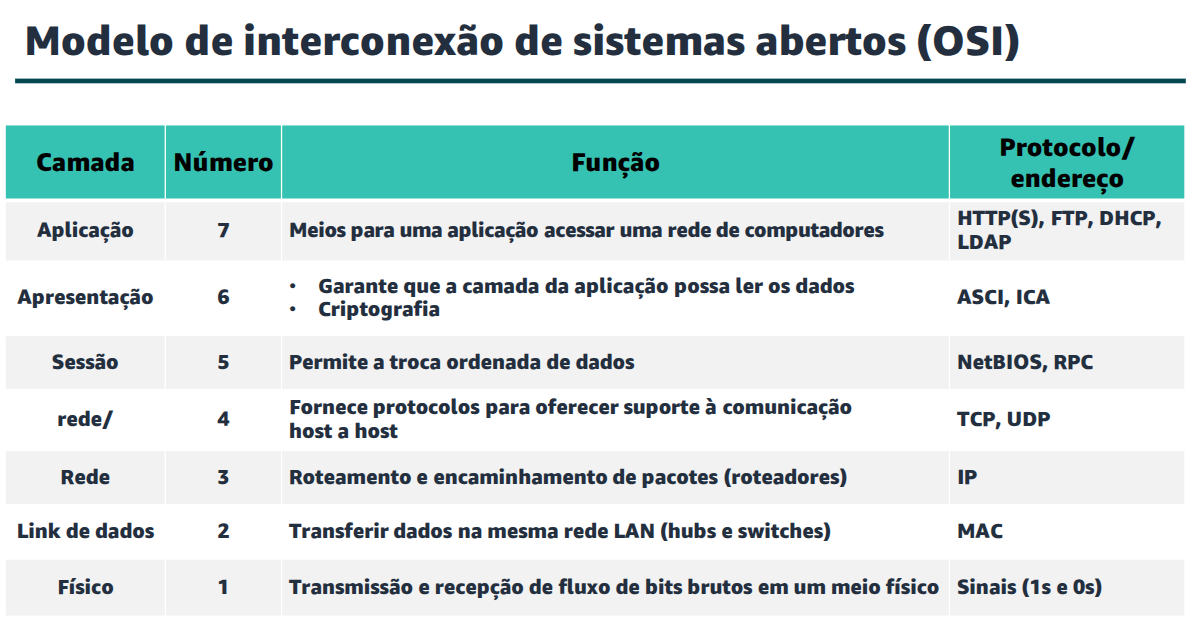 Modelo de interconexão de sistemas abertos (OSI)
Camada Número Função Protocolo/
endereço
Aplicação 7 Meios para uma aplicação acessar uma rede de computadores HTTP(S), FTP, DHCP,
LDAP
Apresentação 6 • Garante que a camada da aplicação possa ler os dados
• Criptografia
ASCI, ICA
Sessão 5 Permite a troca ordenada de dados NetBIOS, RPC
rede/ 4 Fornece protocolos para oferecer suporte à comunicação
host a host
TCP, UDP
Rede 3 Roteamento e encaminhamento de pacotes (roteadores) IP
Link de dados 2 Transferir dados na mesma rede LAN (hubs e switches) MAC
Físico 1 Transmissão e recepção de fluxo de bits brutos em um meio físico Sinais (1s e 0s)